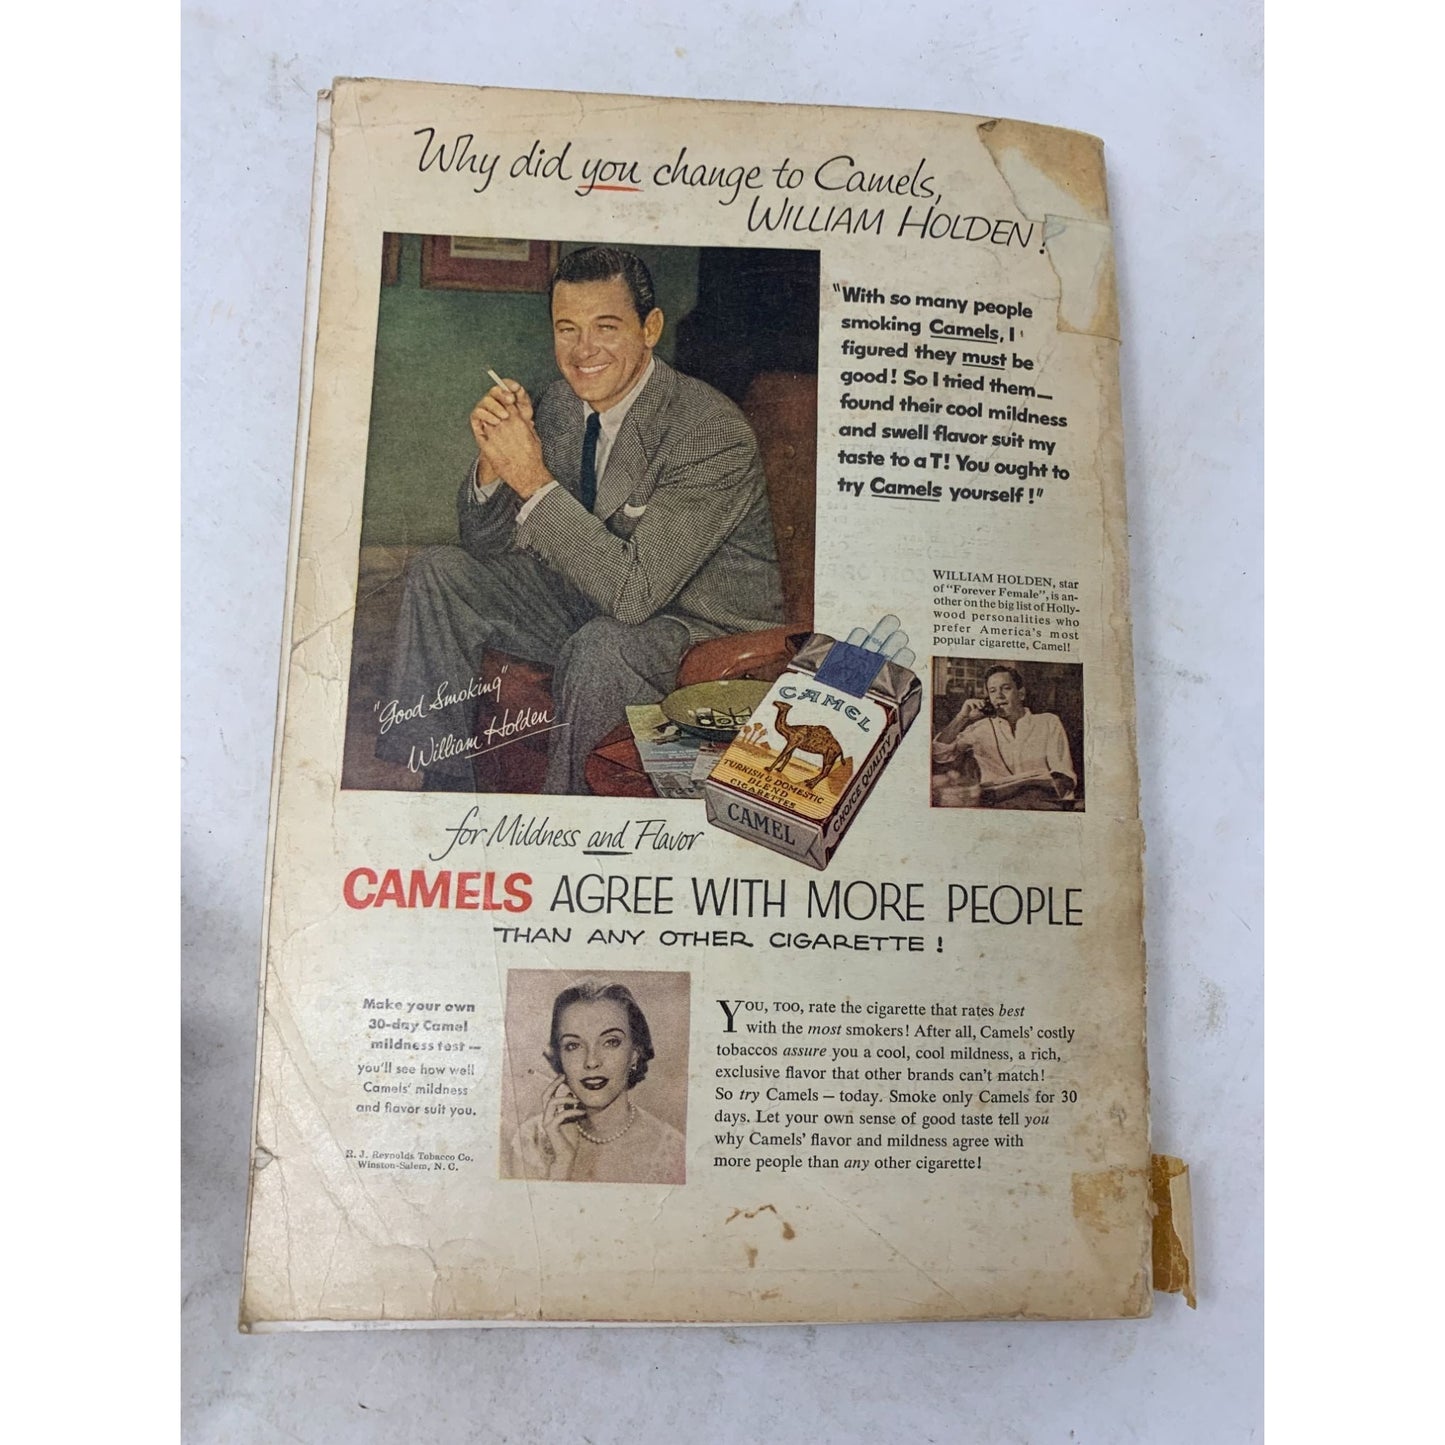 Why did you change to Camels,
WILLIAM HOLDEN?
"With so many people
smoking Camels, I
figured they must be
good! So I tried them—
found their cool mildness
and swell flavor suit my
taste to a T! You ought to
try Camels yourself!"
WILLIAM HOLDEN, star
of "Forever Female", is an-
other on the big list of Holly-
wood personalities who
prefer America's most
popular cigarette, Camel!
"Good Smoking"
William Holden
CAMEL
TURKISH & DOMESTIC
BLEND
CIGARETTES
CHOICE QUALITY
CAMEL
for Mildness and Flavor
CAMELS AGREE WITH MORE PEOPLE
THAN ANY OTHER CIGARETTE!
Make your own
30-day Camel
mildness test —
you'll see how well
Camels' mildness
and flavor suit you.
R. J. Reynolds Tobacco Co.
Winston-Salem, N. C.
YOU, TOO, rate the cigarette that rates best
with the most smokers! After all, Camels' costly
tobaccos assure you a cool, cool mildness, a rich,
exclusive flavor that other brands can't match!
So try Camels — today. Smoke only Camels for 30
days. Let your own sense of good taste tell you
why Camels' flavor and mildness agree with
more people than any other cigarette!